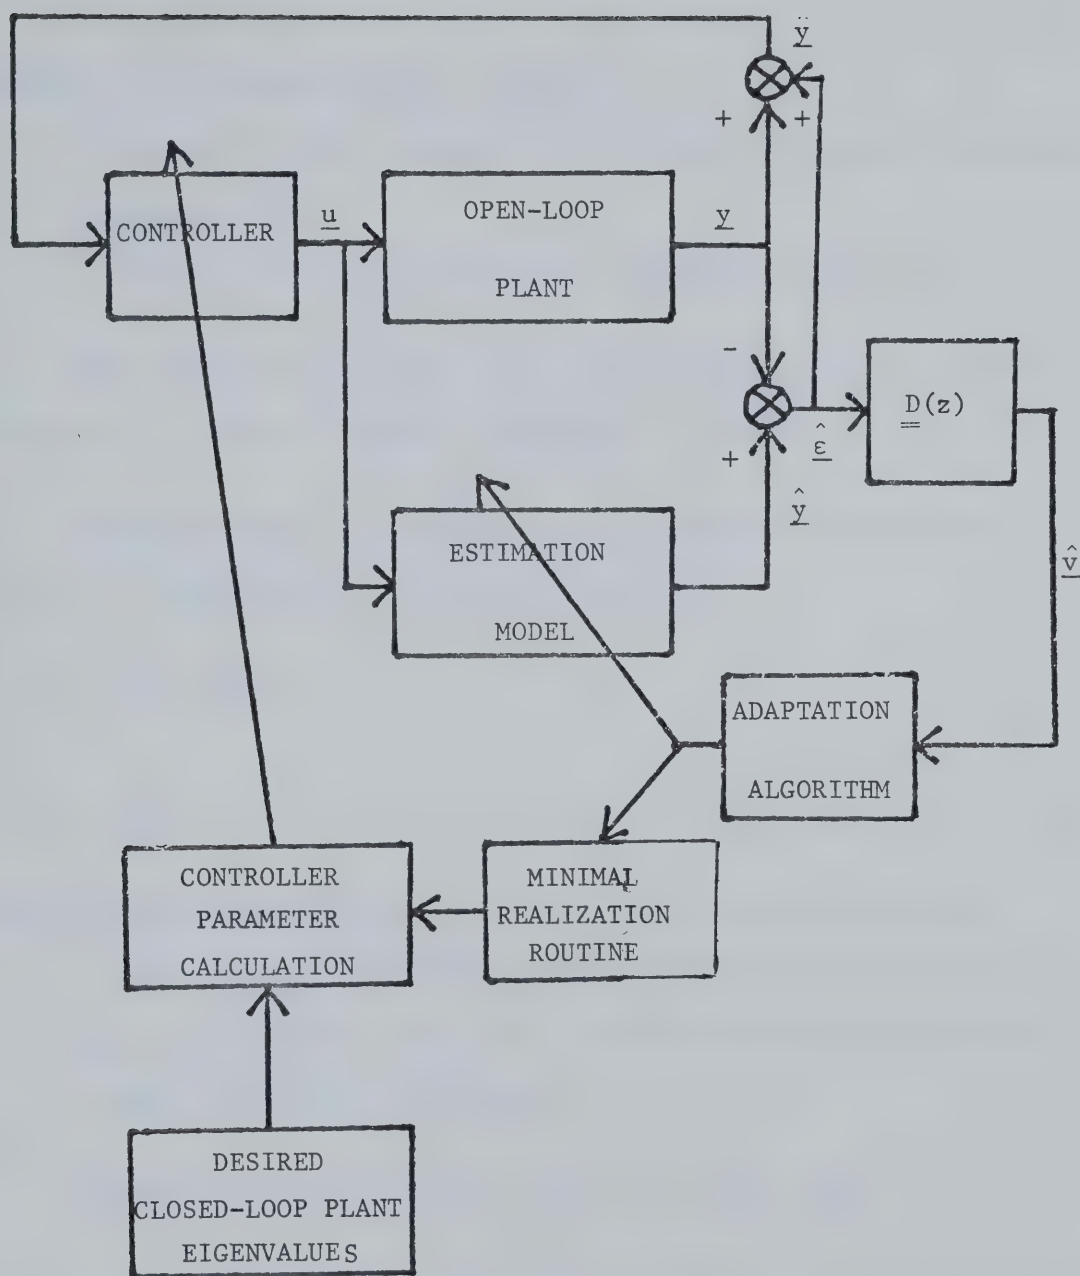 ÿ
+ +
CONTROLLER
u
OPEN-LOOP
PLANT
y
-
+
ε̂
D(z)
ŷ
ESTIMATION
MODEL
v̂
ADAPTATION
ALGORITHM
CONTROLLER
PARAMETER
CALCULATION
MINIMAL
REALIZATION
ROUTINE
DESIRED
CLOSED-LOOP PLANT
EIGENVALUES